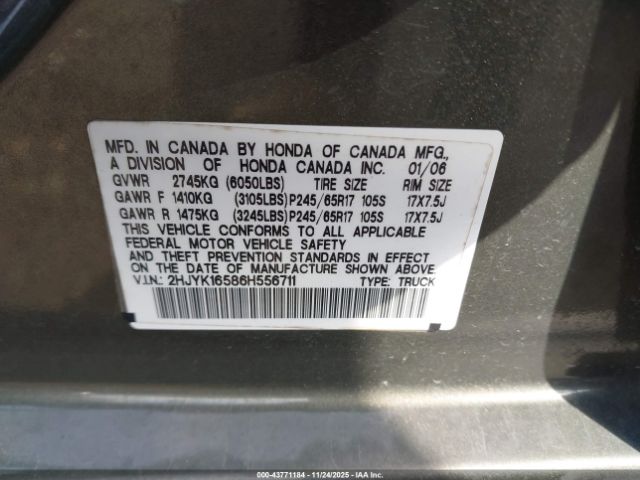 MFD. IN CANADA BY HONDA OF CANADA MFG.,
A DIVISION OF HONDA CANADA INC. 01/06
GVWR 2745KG (6050LBS) TIRE SIZE RIM SIZE
GAWR F 1410KG (3105LBS)P245/65R17 105S 17X7.5J
GAWR R 1475KG (3245LBS)P245/65R17 105S 17X7.5J
THIS VEHICLE CONFORMS TO ALL APPLICABLE
FEDERAL MOTOR VEHICLE SAFETY
AND THEFT PREVENTION STANDARDS IN EFFECT ON
THE DATE OF MANUFACTURE SHOWN ABOVE.
V.I.N.: 2HJYK16586H556711 TYPE: TRUCK
000-43771184 - 11/24/2025 - IAA Inc.